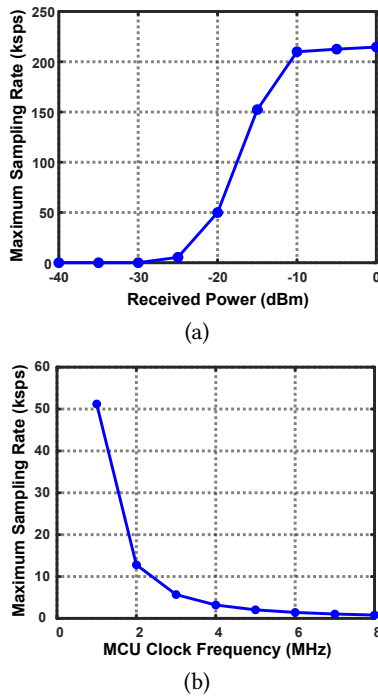 Maximum Sampling Rate (ksps)
250
200
150
100
50
0
-40 -30 -20 -10 0
Received Power (dBm)
(a)
Maximum Sampling Rate (ksps)
60
50
40
30
20
10
0
0 2 4 6 8
MCU Clock Frequency (MHz)
(b)